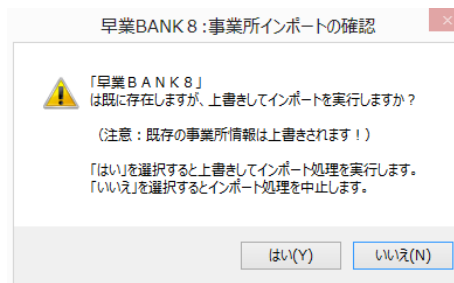 早業BANK８:事業所インポートの確認
「早業ＢＡＮＫ８」
は既に存在しますが、上書きしてインポートを実行しますか？
（注意：既存の事業所情報は上書きされます！）
「はい」を選択すると上書きしてインポート処理を実行します。
「いいえ」を選択するとインポート処理を中止します。
はい(Y)
いいえ(N)